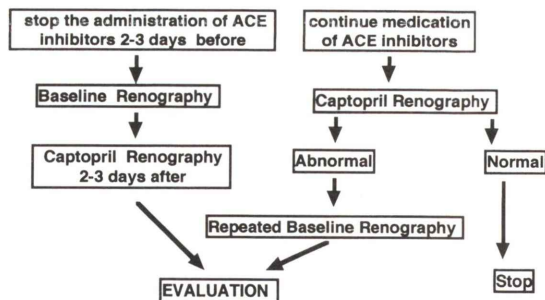 stop the administration of ACE
inhibitors 2-3 days before
continue medication
of ACE inhibitors
Baseline Renography
Captopril Renography
Captopril Renography
2-3 days after
Abnormal
Normal
Repeated Baseline Renography
EVALUATION
Stop